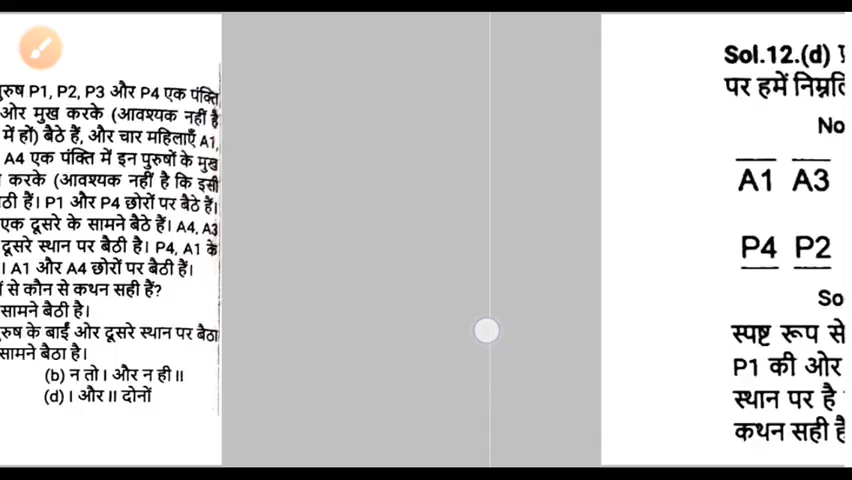 रुष P1, P2, P3 और P4 एक पंक्ति
ओर मुख करके (आवश्यक नहीं है
में हों) बैठे हैं, और चार महिलाएँ A1,
A4 एक पंक्ति में इन पुरुषों के मुख
करके (आवश्यक नहीं है कि इसी
ठी हैं। P1 और P4 छोरों पर बैठे हैं।
एक दूसरे के सामने बैठे हैं। A4, A3
दूसरे स्थान पर बैठी है। P4, A1 के
। A1 और A4 छोरों पर बैठी हैं।
से कौन से कथन सही हैं?
सामने बैठी है।
रुष के बाईं ओर दूसरे स्थान पर बैठा
सामने बैठा है।
(b) न तो I और न ही II
(d) I और II दोनों
Sol.12.(d)
पर हमें
No
A1 A3
P4 P2
So
स्पष्ट रूप से
P1 की ओर
स्थान पर है
कथन सही है